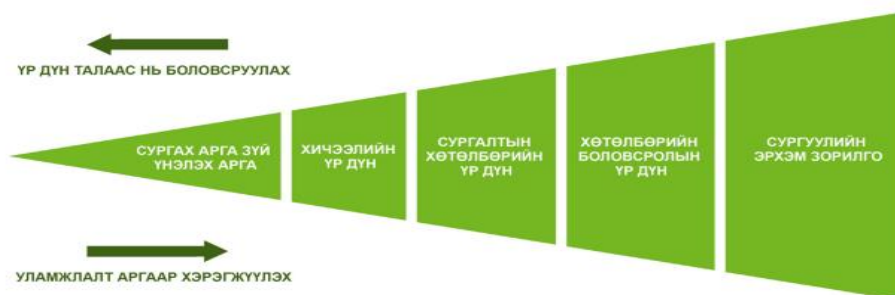 ҮР ДҮН ТАЛААС НЬ БОЛОВСРУУЛАХ
СУРГАХ АРГА ЗҮЙ
ҮНЭЛЭХ АРГА
ХИЧЭЭЛИЙН
ҮР ДҮН
СУРГАЛТЫН
ХӨТӨЛБӨРИЙН
ҮР ДҮН
ХӨТӨЛБӨРИЙН
БОЛОВСРОЛЫН
ҮР ДҮН
СУРГУУЛИЙН
ЭРХЭМ ЗОРИЛГО
УЛАМЖЛАЛТ АРГААР ХЭРЭГЖҮҮЛЭХ